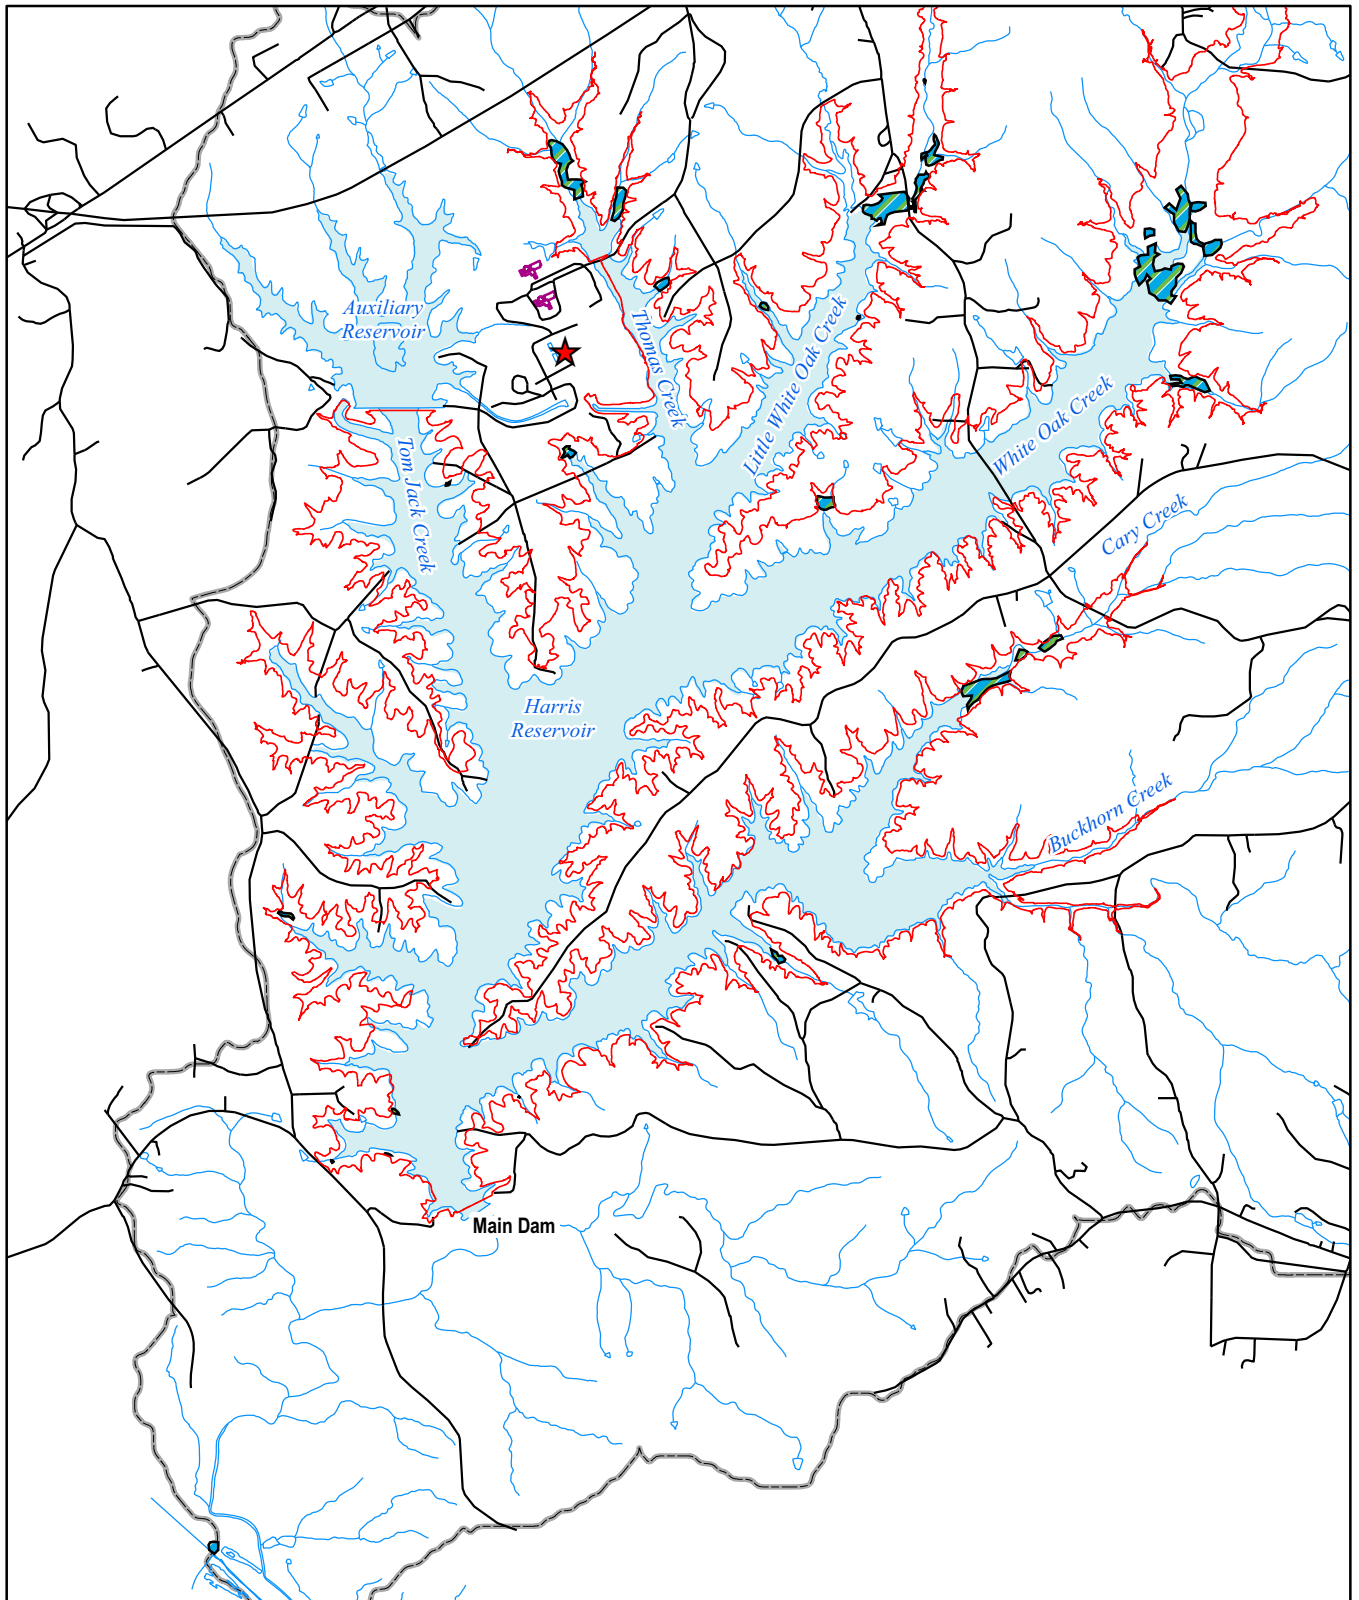 Auxiliary
Reservoir
Thomas Creek
Little White Oak Creek
White Oak Creek
Tom Jack Creek
Cary Creek
Harris
Reservoir
Buckhorn Creek
Main Dam